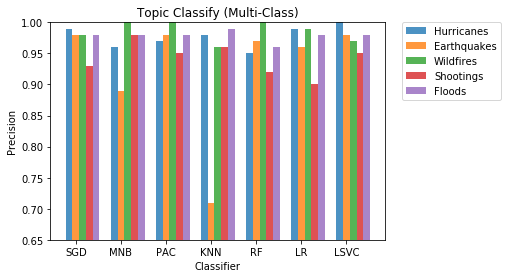 Topic Classify (Multi-Class)
1.00
0.95
0.90
0.85
0.80
0.75
0.70
0.65
Precision
SGD MNB PAC KNN RF LR LSVC
Classifier
Hurricanes
Earthquakes
Wildfires
Shootings
Floods